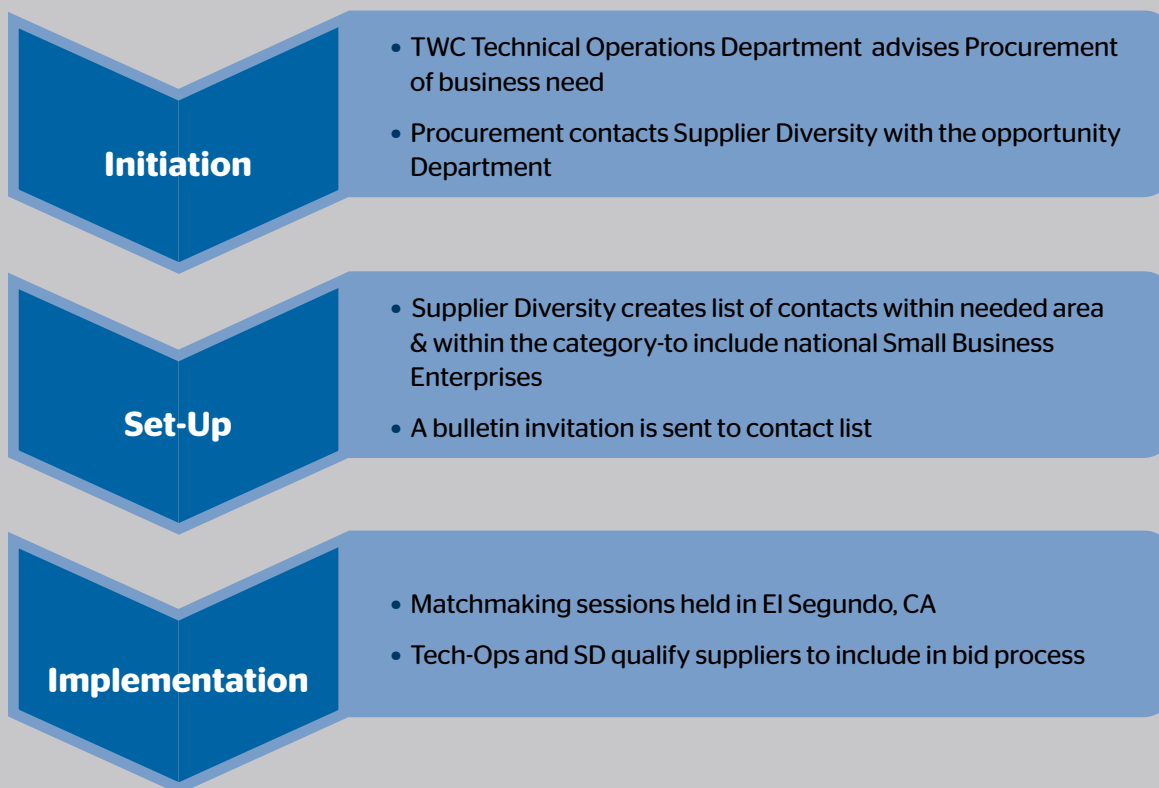 Initiation
• TWC Technical Operations Department advises Procurement
of business need
• Procurement contacts Supplier Diversity with the opportunity
Department
Set-Up
• Supplier Diversity creates list of contacts within needed area
& within the category-to include national Small Business
Enterprises
• A bulletin invitation is sent to contact list
Implementation
• Matchmaking sessions held in El Segundo, CA
• Tech-Ops and SD qualify suppliers to include in bid process